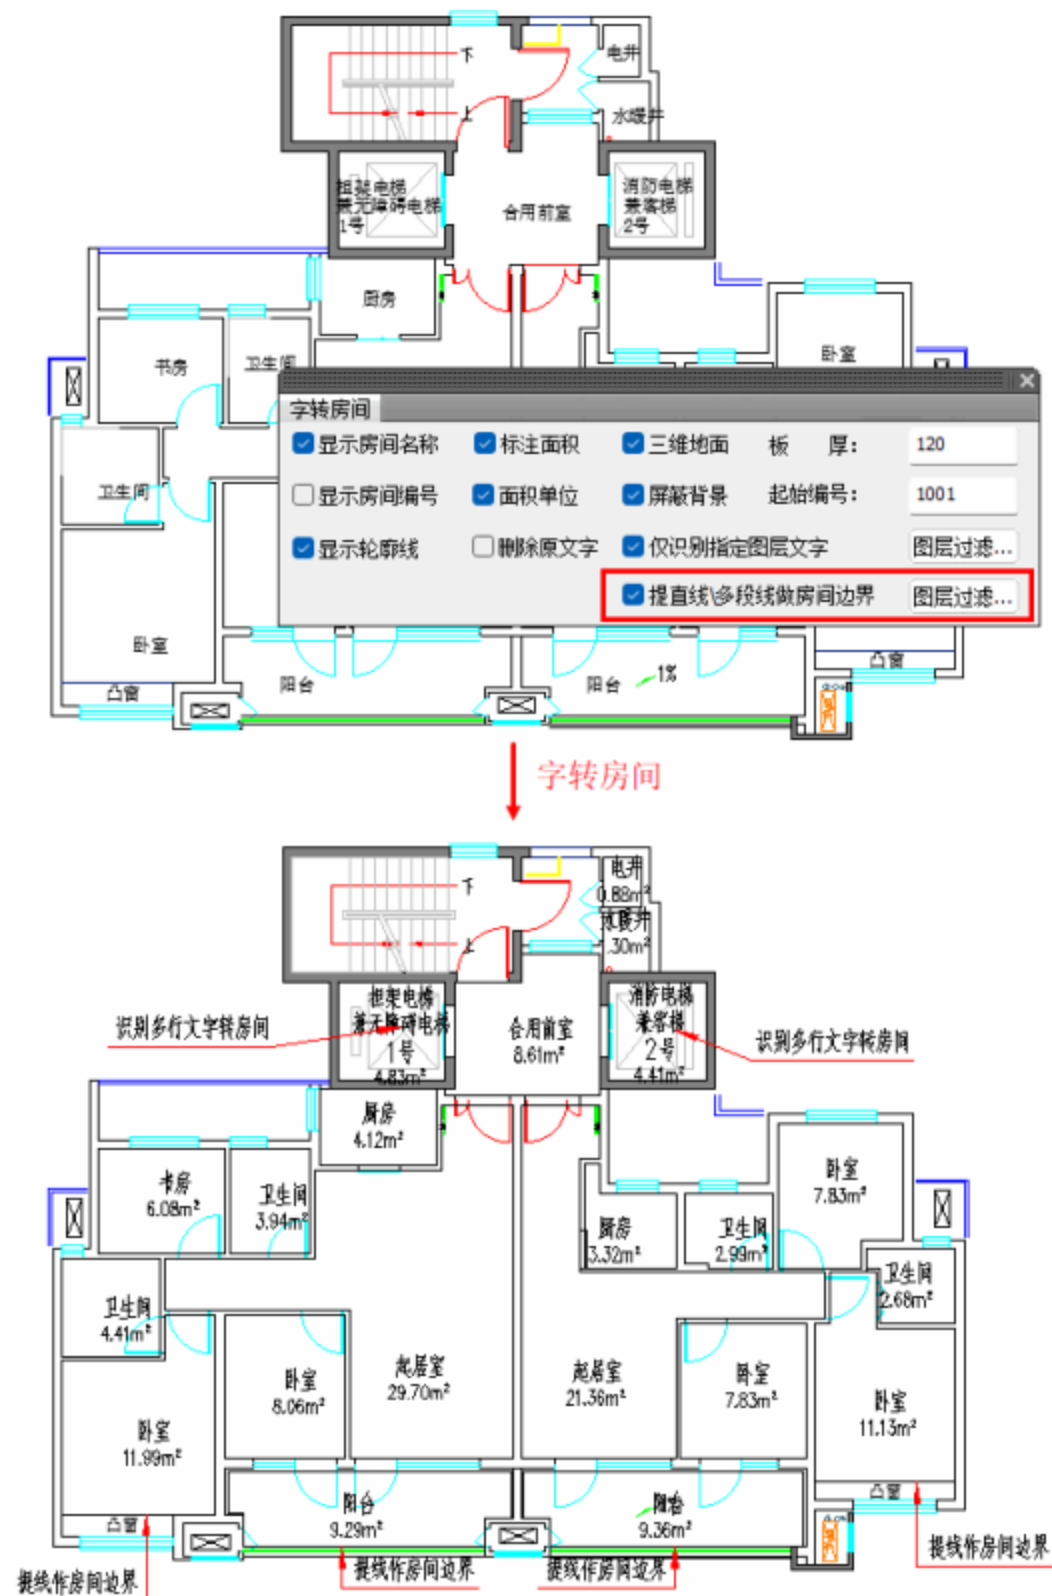 下
电井
上
水暖井
担架电梯
兼无障碍电梯
1号
合用前室
消防电梯
兼客梯
2号
厨房
书房
卫生间
卧室
字转房间
显示房间名称
标注面积
三维地面
板 厚：
120
显示房间编号
面积单位
屏蔽背景
起始编号：
1001
显示轮廓线
删除原文字
仅识别指定图层文字
图层过滤...
提直线\多段线做房间边界
图层过滤...
卫生间
卧室
凸窗
阳台
阳台
1%
凸窗
字转房间
下
电井
0.88m²
上
水暖井
.30m²
识别多行文字转房间
担架电梯
兼无障碍电梯
1号
4.83m²
合用前室
8.61m²
消防电梯
兼客梯
2号
4.41m²
识别多行文字转房间
厨房
4.12m²
书房
6.08m²
卫生间
3.94m²
厨房
3.32m²
卫生间
2.99m²
卧室
7.83m²
卫生间
4.41m²
卫生间
2.68m²
卧室
8.06m²
起居室
29.70m²
起居室
21.36m²
卧室
7.83m²
卧室
11.13m²
卧室
11.99m²
阳台
9.29m²
阳台
9.36m²
凸窗
凸窗
提线作房间边界
提线作房间边界
提线作房间边界
提线作房间边界